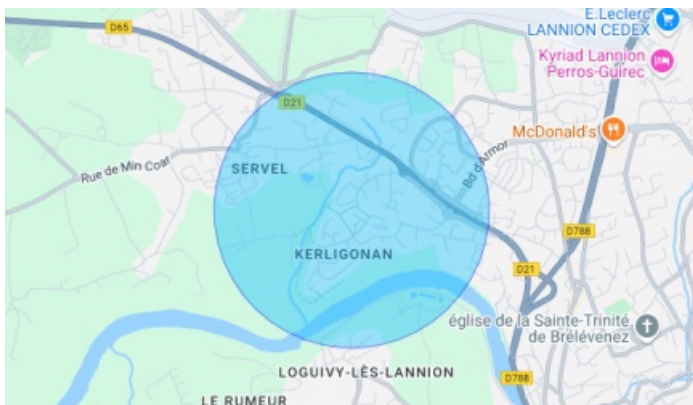 E.Leclerc
LANNION CEDEX
D65
Kyriad Lannion
Perros-Guirec
D21
McDonald's
Rue de Min Coar
SERVEL
Bd d'Armor
KERLIGONAN
D788
D21
église de la Sainte-Trinité
de Brélévenez
LOGUIVY-LÈS-LANNION
D788
LE RUMEUR